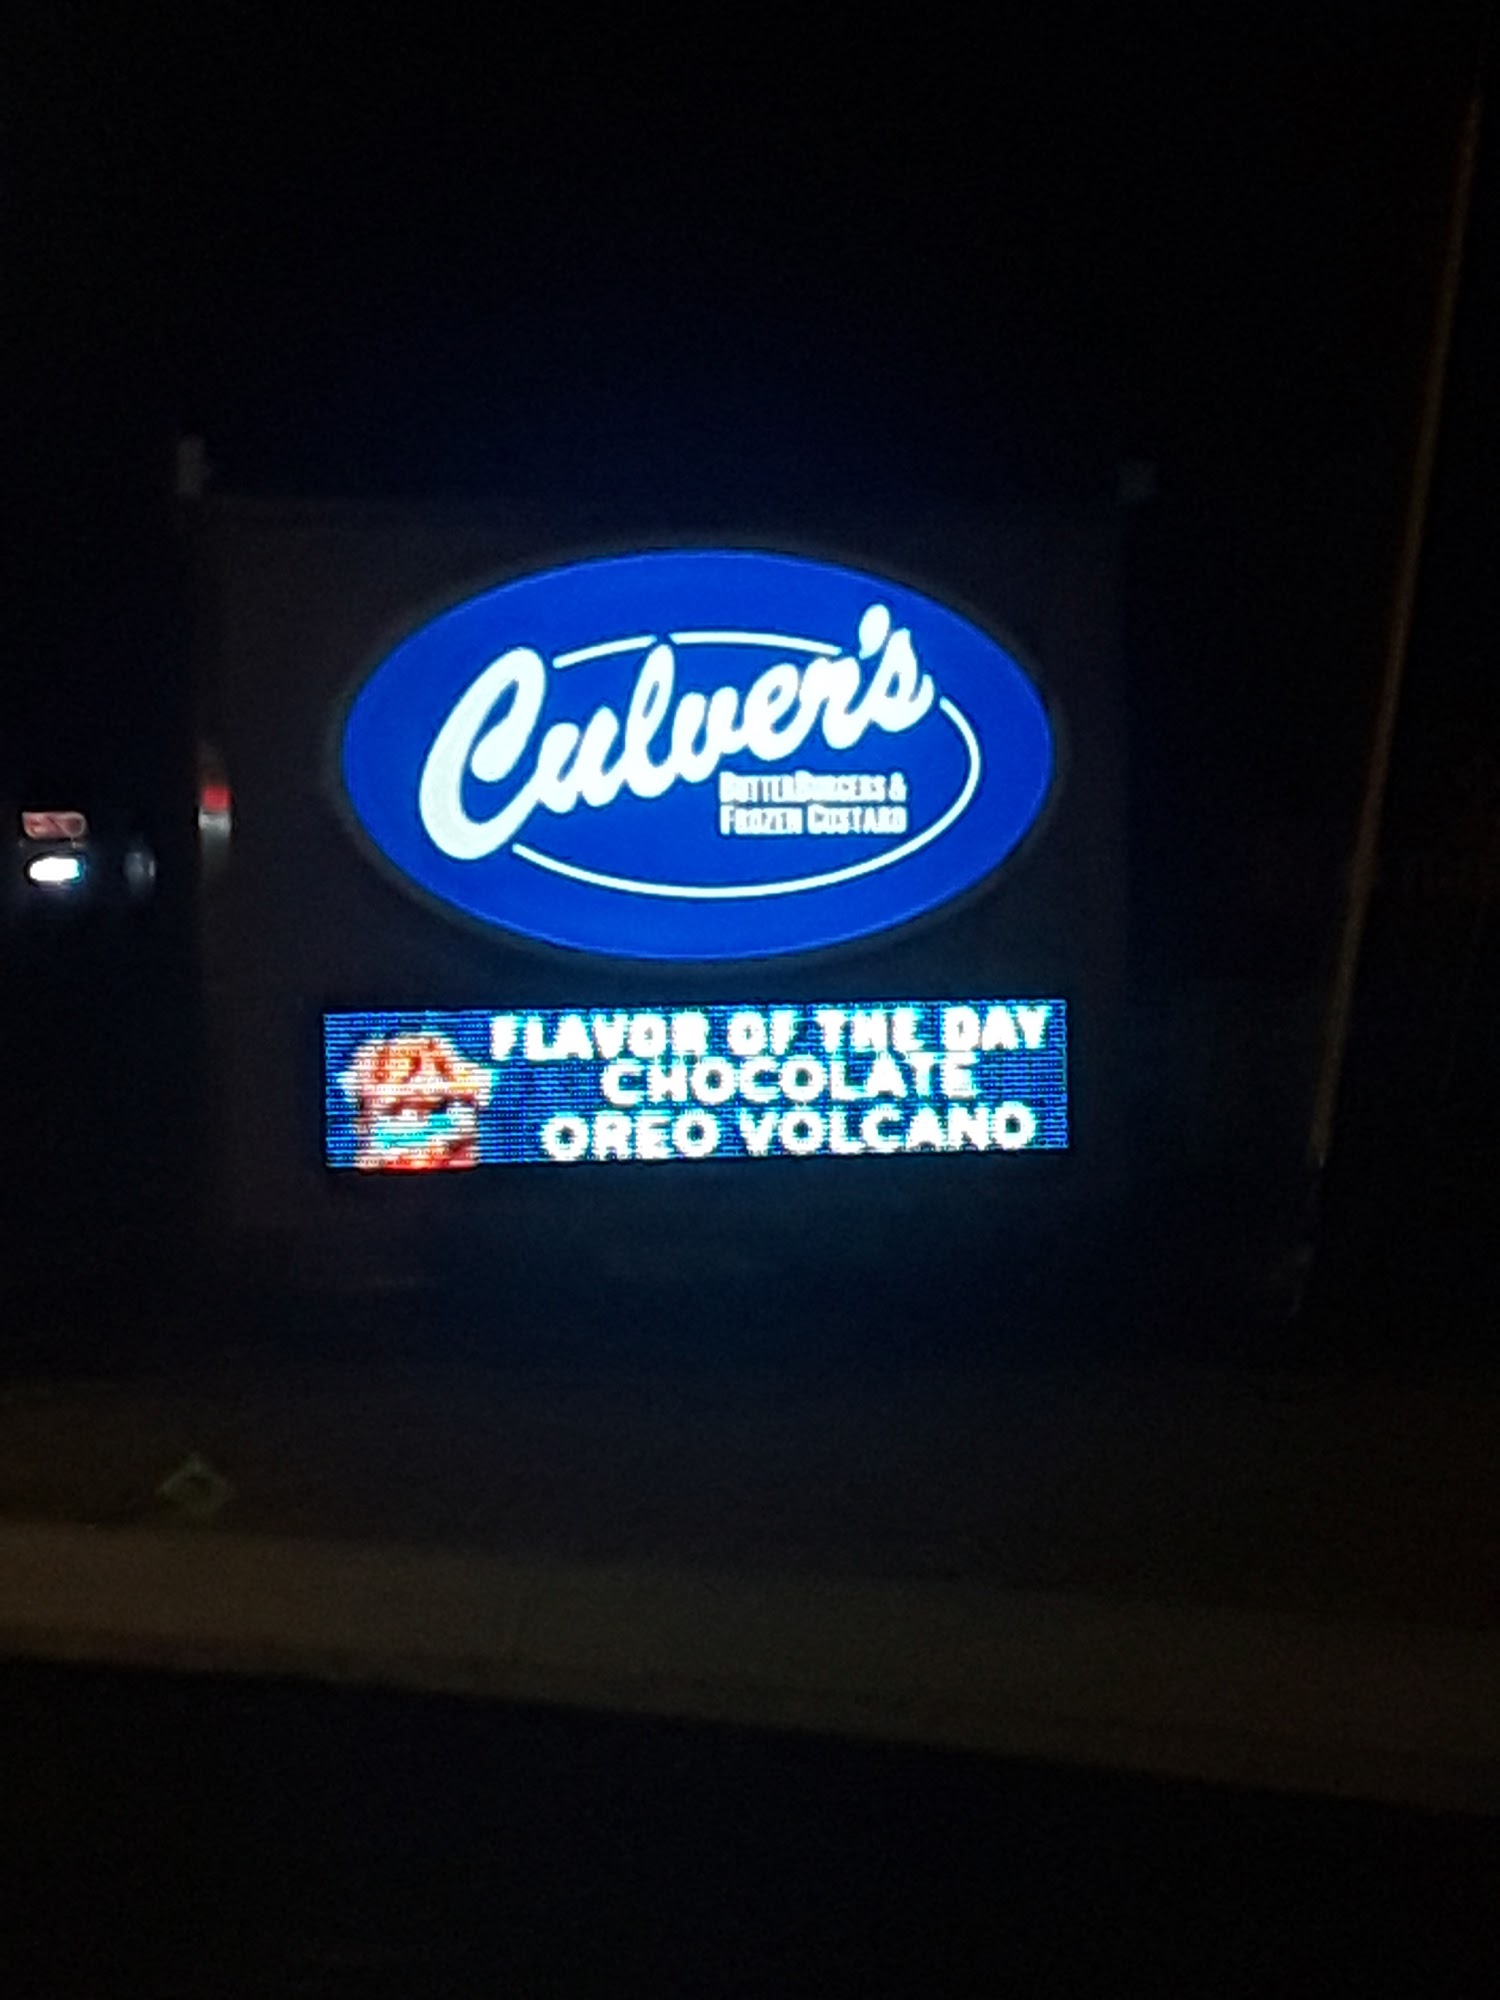 Culver's
ButterBurgers &
Frozen Custard
FLAVOR OF THE DAY
CHOCOLATE
OREO VOLCANO